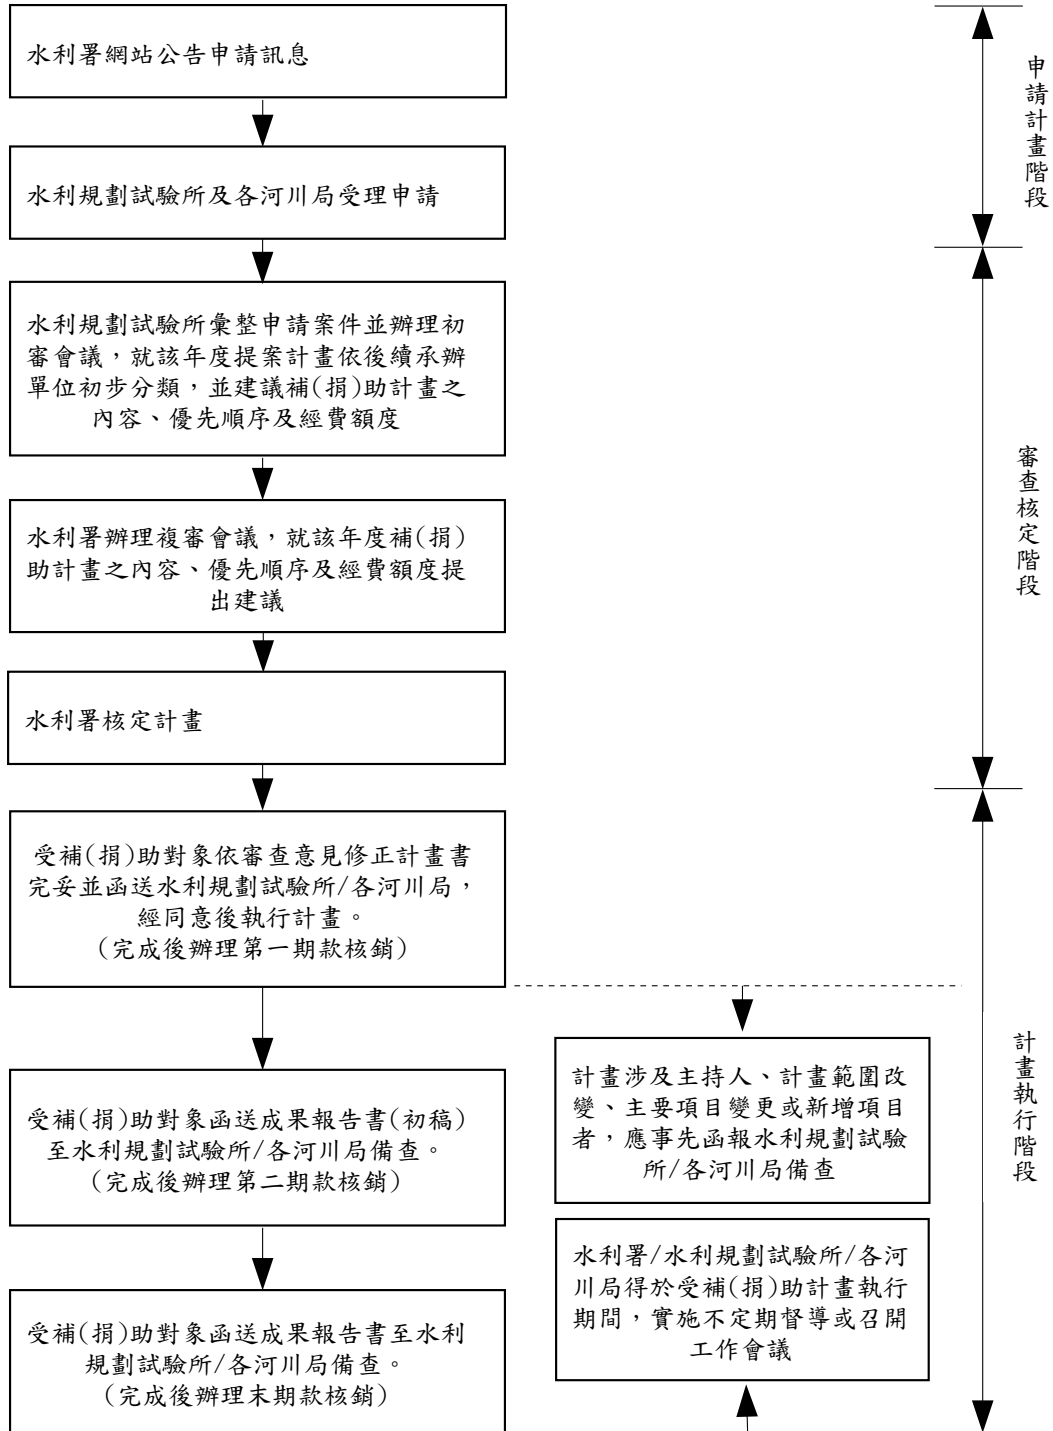 水利署網站公告申請訊息
水利規劃試驗所及各河川局受理申請
水利規劃試驗所彙整申請案件並辦理初
審會議，就該年度提案計畫依後續承辦
單位初步分類，並建議補(捐)助計畫之
內容、優先順序及經費額度
水利署辦理複審會議，就該年度補(捐)
助計畫之內容、優先順序及經費額度提
出建議
水利署核定計畫
受補(捐)助對象依審查意見修正計畫書
完妥並函送水利規劃試驗所/各河川局，
經同意後執行計畫。
(完成後辦理第一期款核銷)
受補(捐)助對象函送成果報告書(初稿)
至水利規劃試驗所/各河川局備查。
(完成後辦理第二期款核銷)
受補(捐)助對象函送成果報告書至水利
規劃試驗所/各河川局備查。
(完成後辦理末期款核銷)
計畫涉及主持人、計畫範圍改
變、主要項目變更或新增項目
者，應事先函報水利規劃試驗
所/各河川局備查
水利署/水利規劃試驗所/各河
川局得於受補(捐)助計畫執行
期間，實施不定期督導或召開
工作會議
申請計畫階段
審查核定階段
計畫執行階段